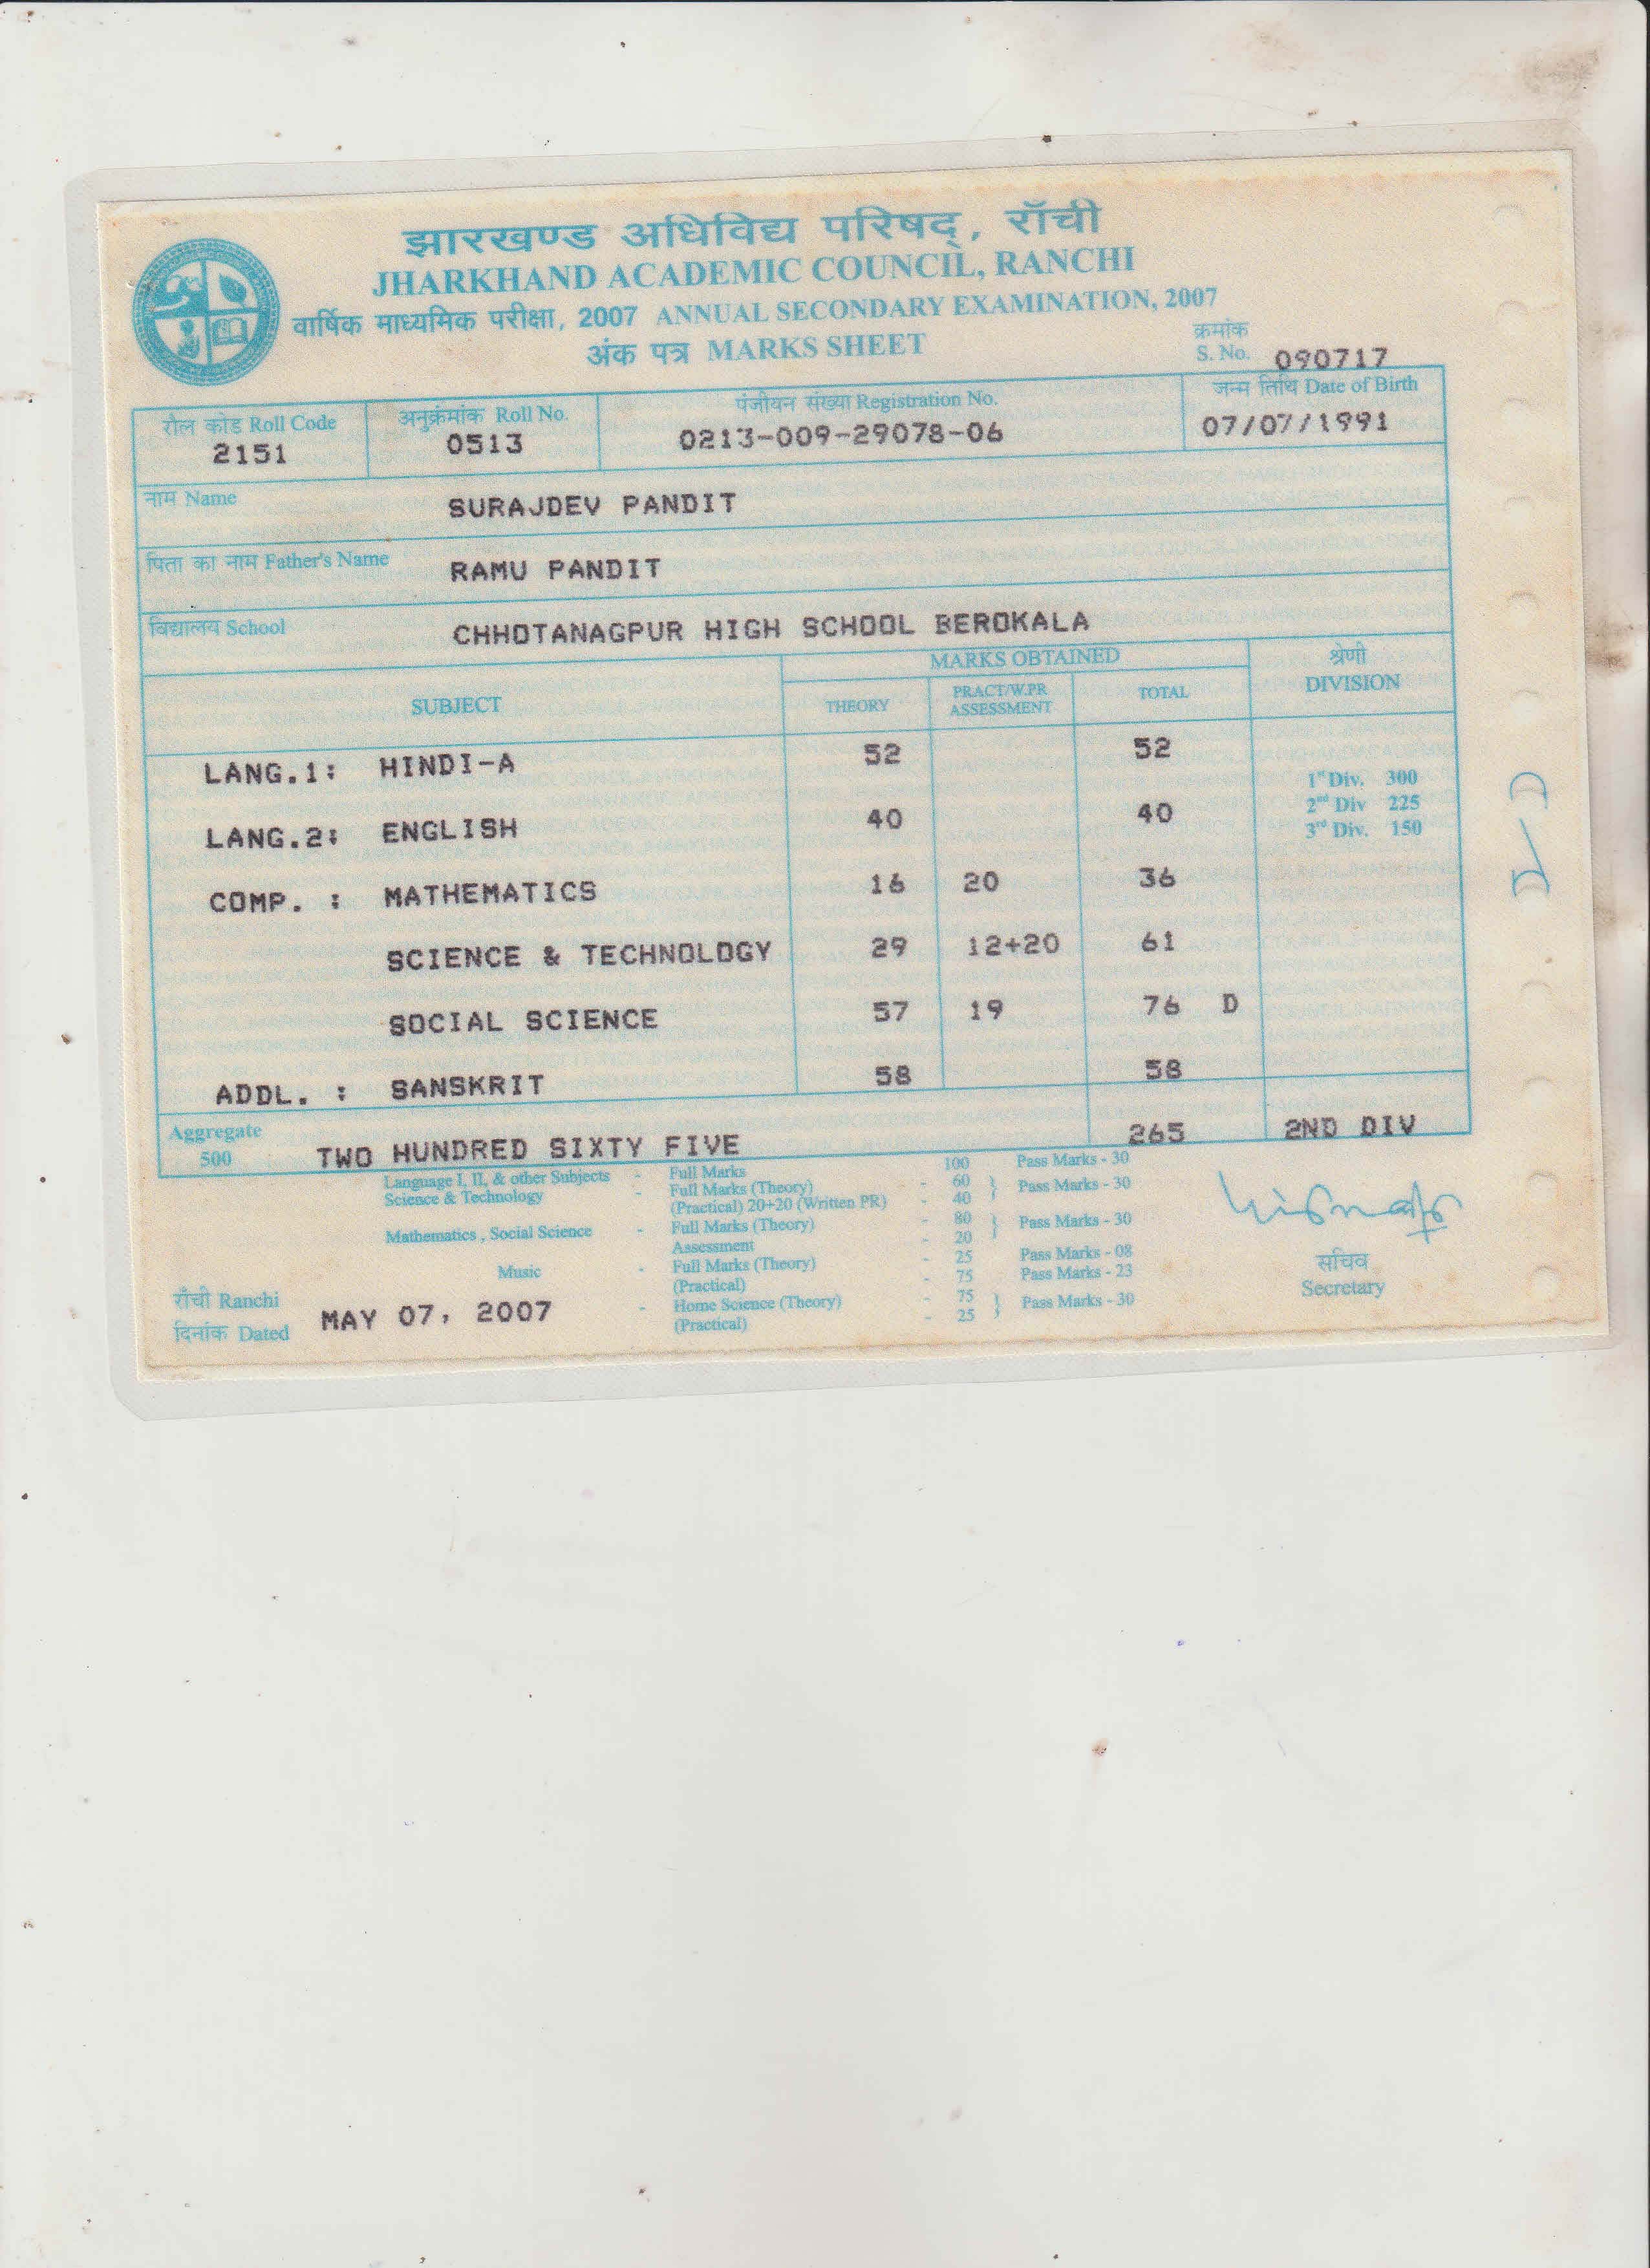 झारखण्ड अधिविद्य परिषद्, राँची
JHARKHAND ACADEMIC COUNCIL, RANCHI
वार्षिक माध्यमिक परीक्षा, 2007 ANNUAL SECONDARY EXAMINATION, 2007
अंक पत्र MARKS SHEET
क्रमांक
S. No. 090717
रौल कोड Roll Code अनुक्रंमांक Roll No. पंजीयन संख्या Registration No. जन्म तिथि Date of Birth
2151 0513 0213-009-29078-06 07/07/1991
नाम Name SURAJDEV PANDIT
पिता का नाम Father's Name RAMU PANDIT
विद्यालय School CHHOTANAGPUR HIGH SCHOOL BEROKALA
SUBJECT MARKS OBTAINED श्रेणी
THEORY PRACT/W.PR ASSESSMENT TOTAL DIVISION
LANG.1: HINDI-A 52 52
1st Div. 300
2nd Div 225
3rd Div. 150
LANG.2: ENGLISH 40 40
COMP. : MATHEMATICS 16 20 36
SCIENCE & TECHNOLOGY 29 12+20 61
SOCIAL SCIENCE 57 19 76 D
ADDL. : SANSKRIT 58 58
Aggregate
500 TWO HUNDRED SIXTY FIVE 265 2ND DIV
Language I, II, & other Subjects - Full Marks 100 Pass Marks - 30
Science & Technology - Full Marks (Theory) - 60 } Pass Marks - 30
(Practical) 20+20 (Written PR) - 40
Mathematics , Social Science - Full Marks (Theory) - 80 } Pass Marks - 30
Assessment - 20
Music - Full Marks (Theory) - 25 Pass Marks - 08
(Practical) - 75 Pass Marks - 23
- Home Science (Theory) - 75 } Pass Marks - 30
(Practical) - 25
राँची Ranchi
दिनांक Dated MAY 07, 2007
सचिव
Secretary